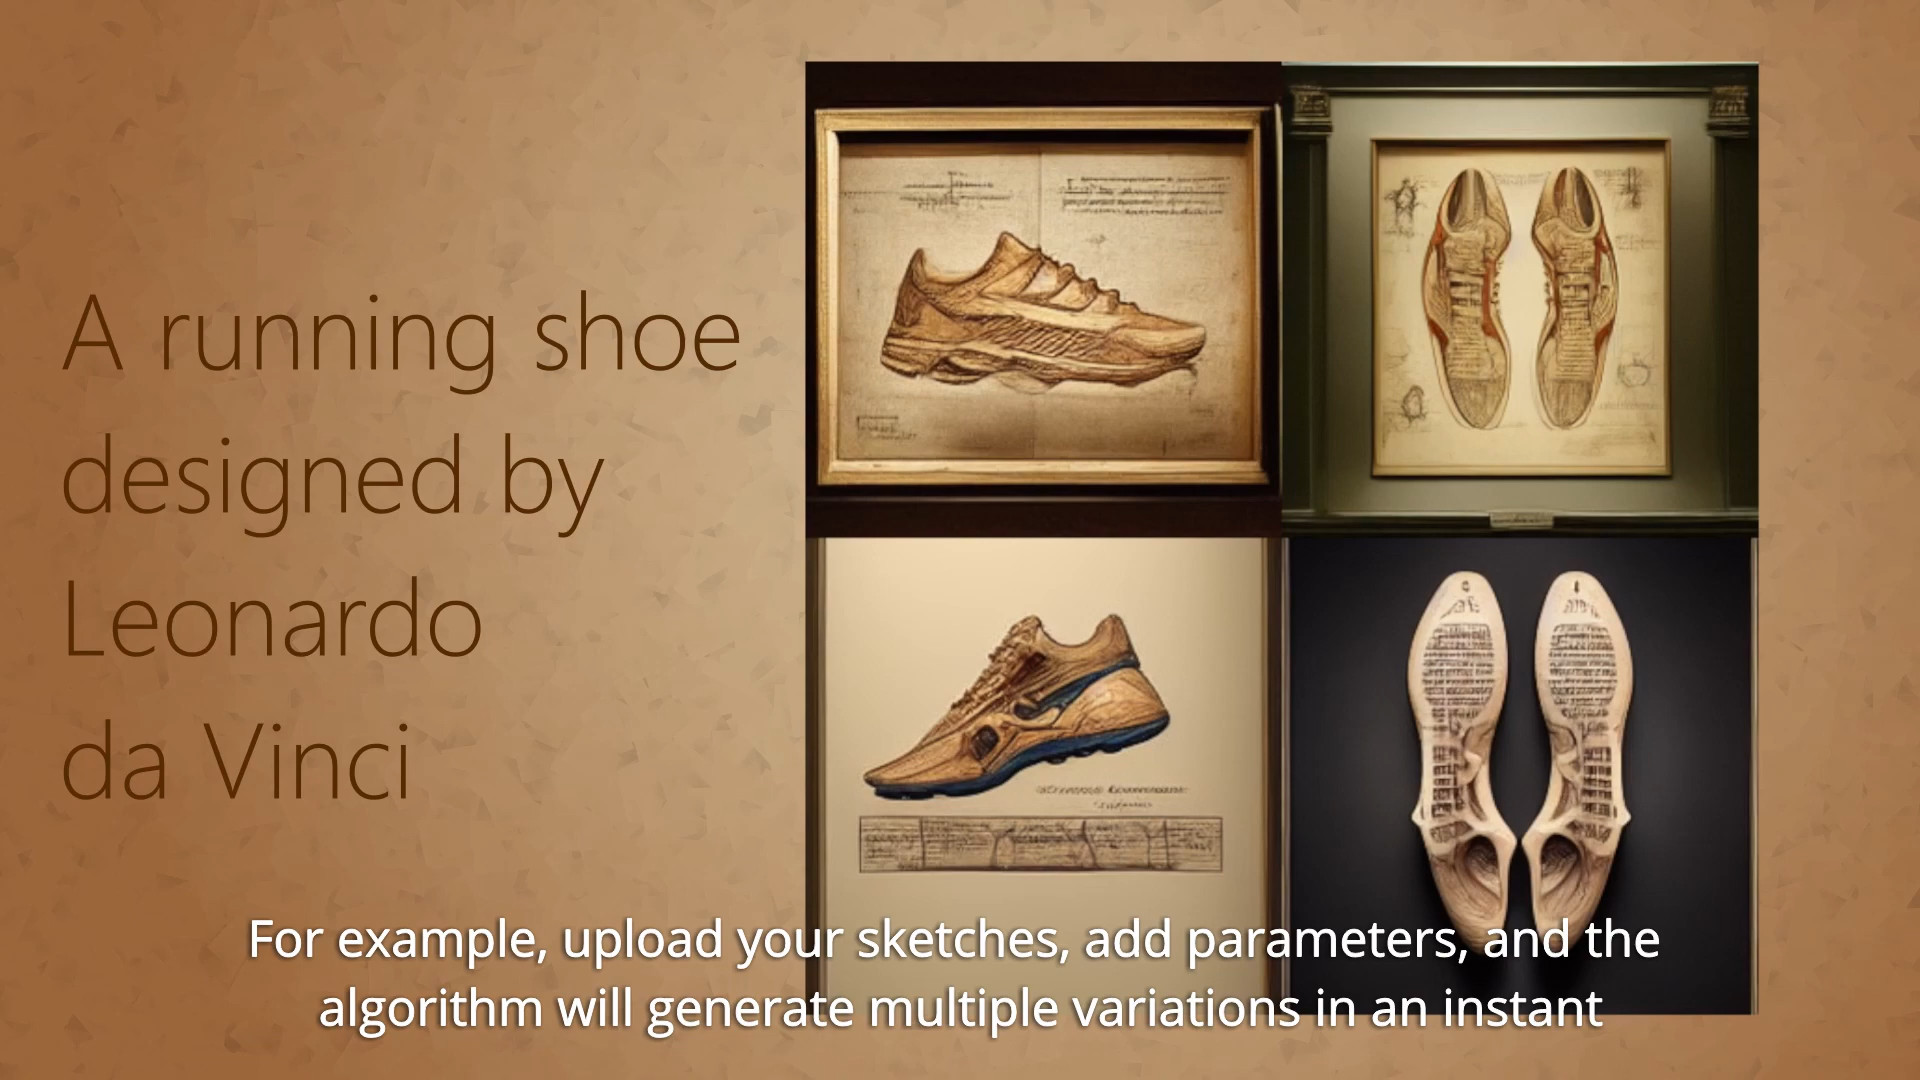 A running shoe
designed by
Leonardo
da Vinci
For example, upload your sketches, add parameters, and the
algorithm will generate multiple variations in an instant